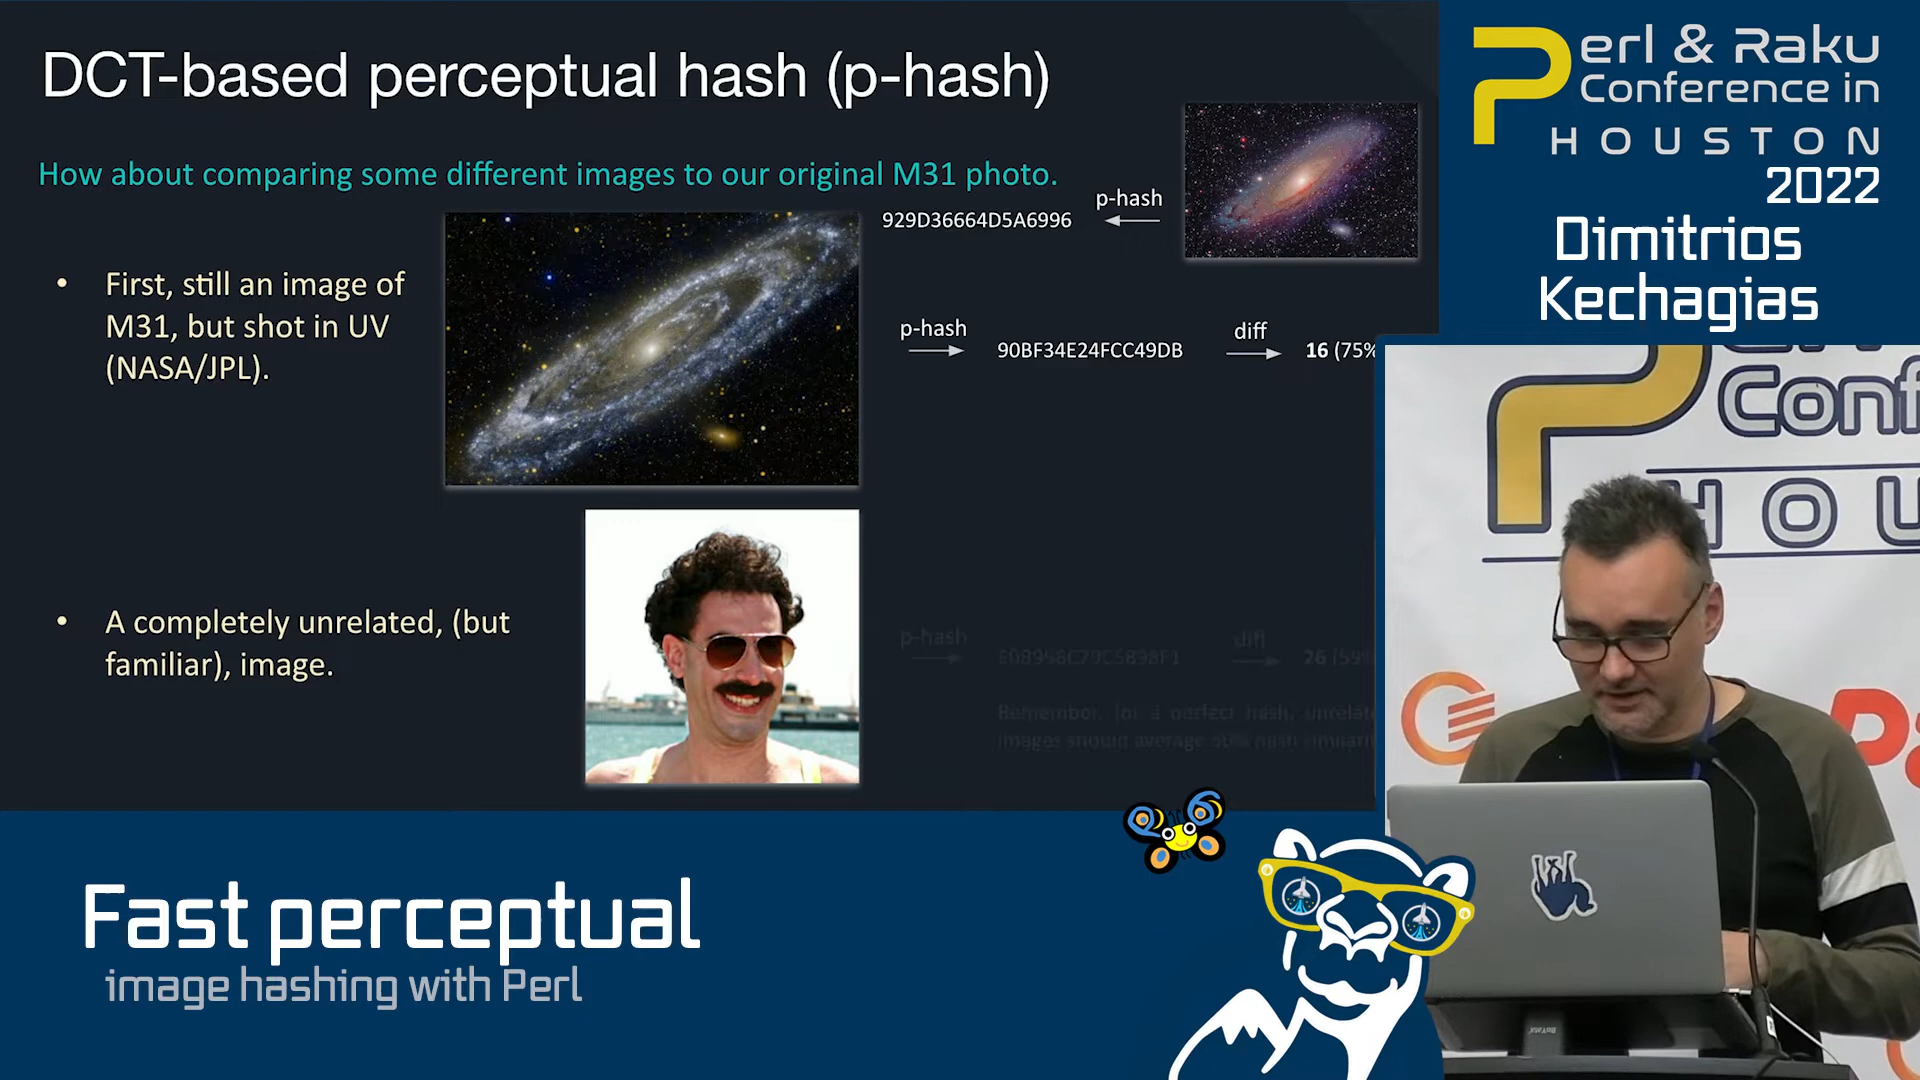 DCT-based perceptual hash (p-hash)
How about comparing some different images to our original M31 photo.
p-hash
929D36664D5A6996
• First, still an image of
M31, but shot in UV
(NASA/JPL).
p-hash
90BF34E24FCC49DB
diff
16 (75%
• A completely unrelated, (but
familiar), image.
p-hash
diff
26 (59%
Remember, for a perfect hash, unrelate
images should average 50% hash similarit
Perl & Raku
Conference in
HOUSTON
2022
Dimitrios
Kechagias
Conf
HOU
Fast perceptual
image hashing with Perl